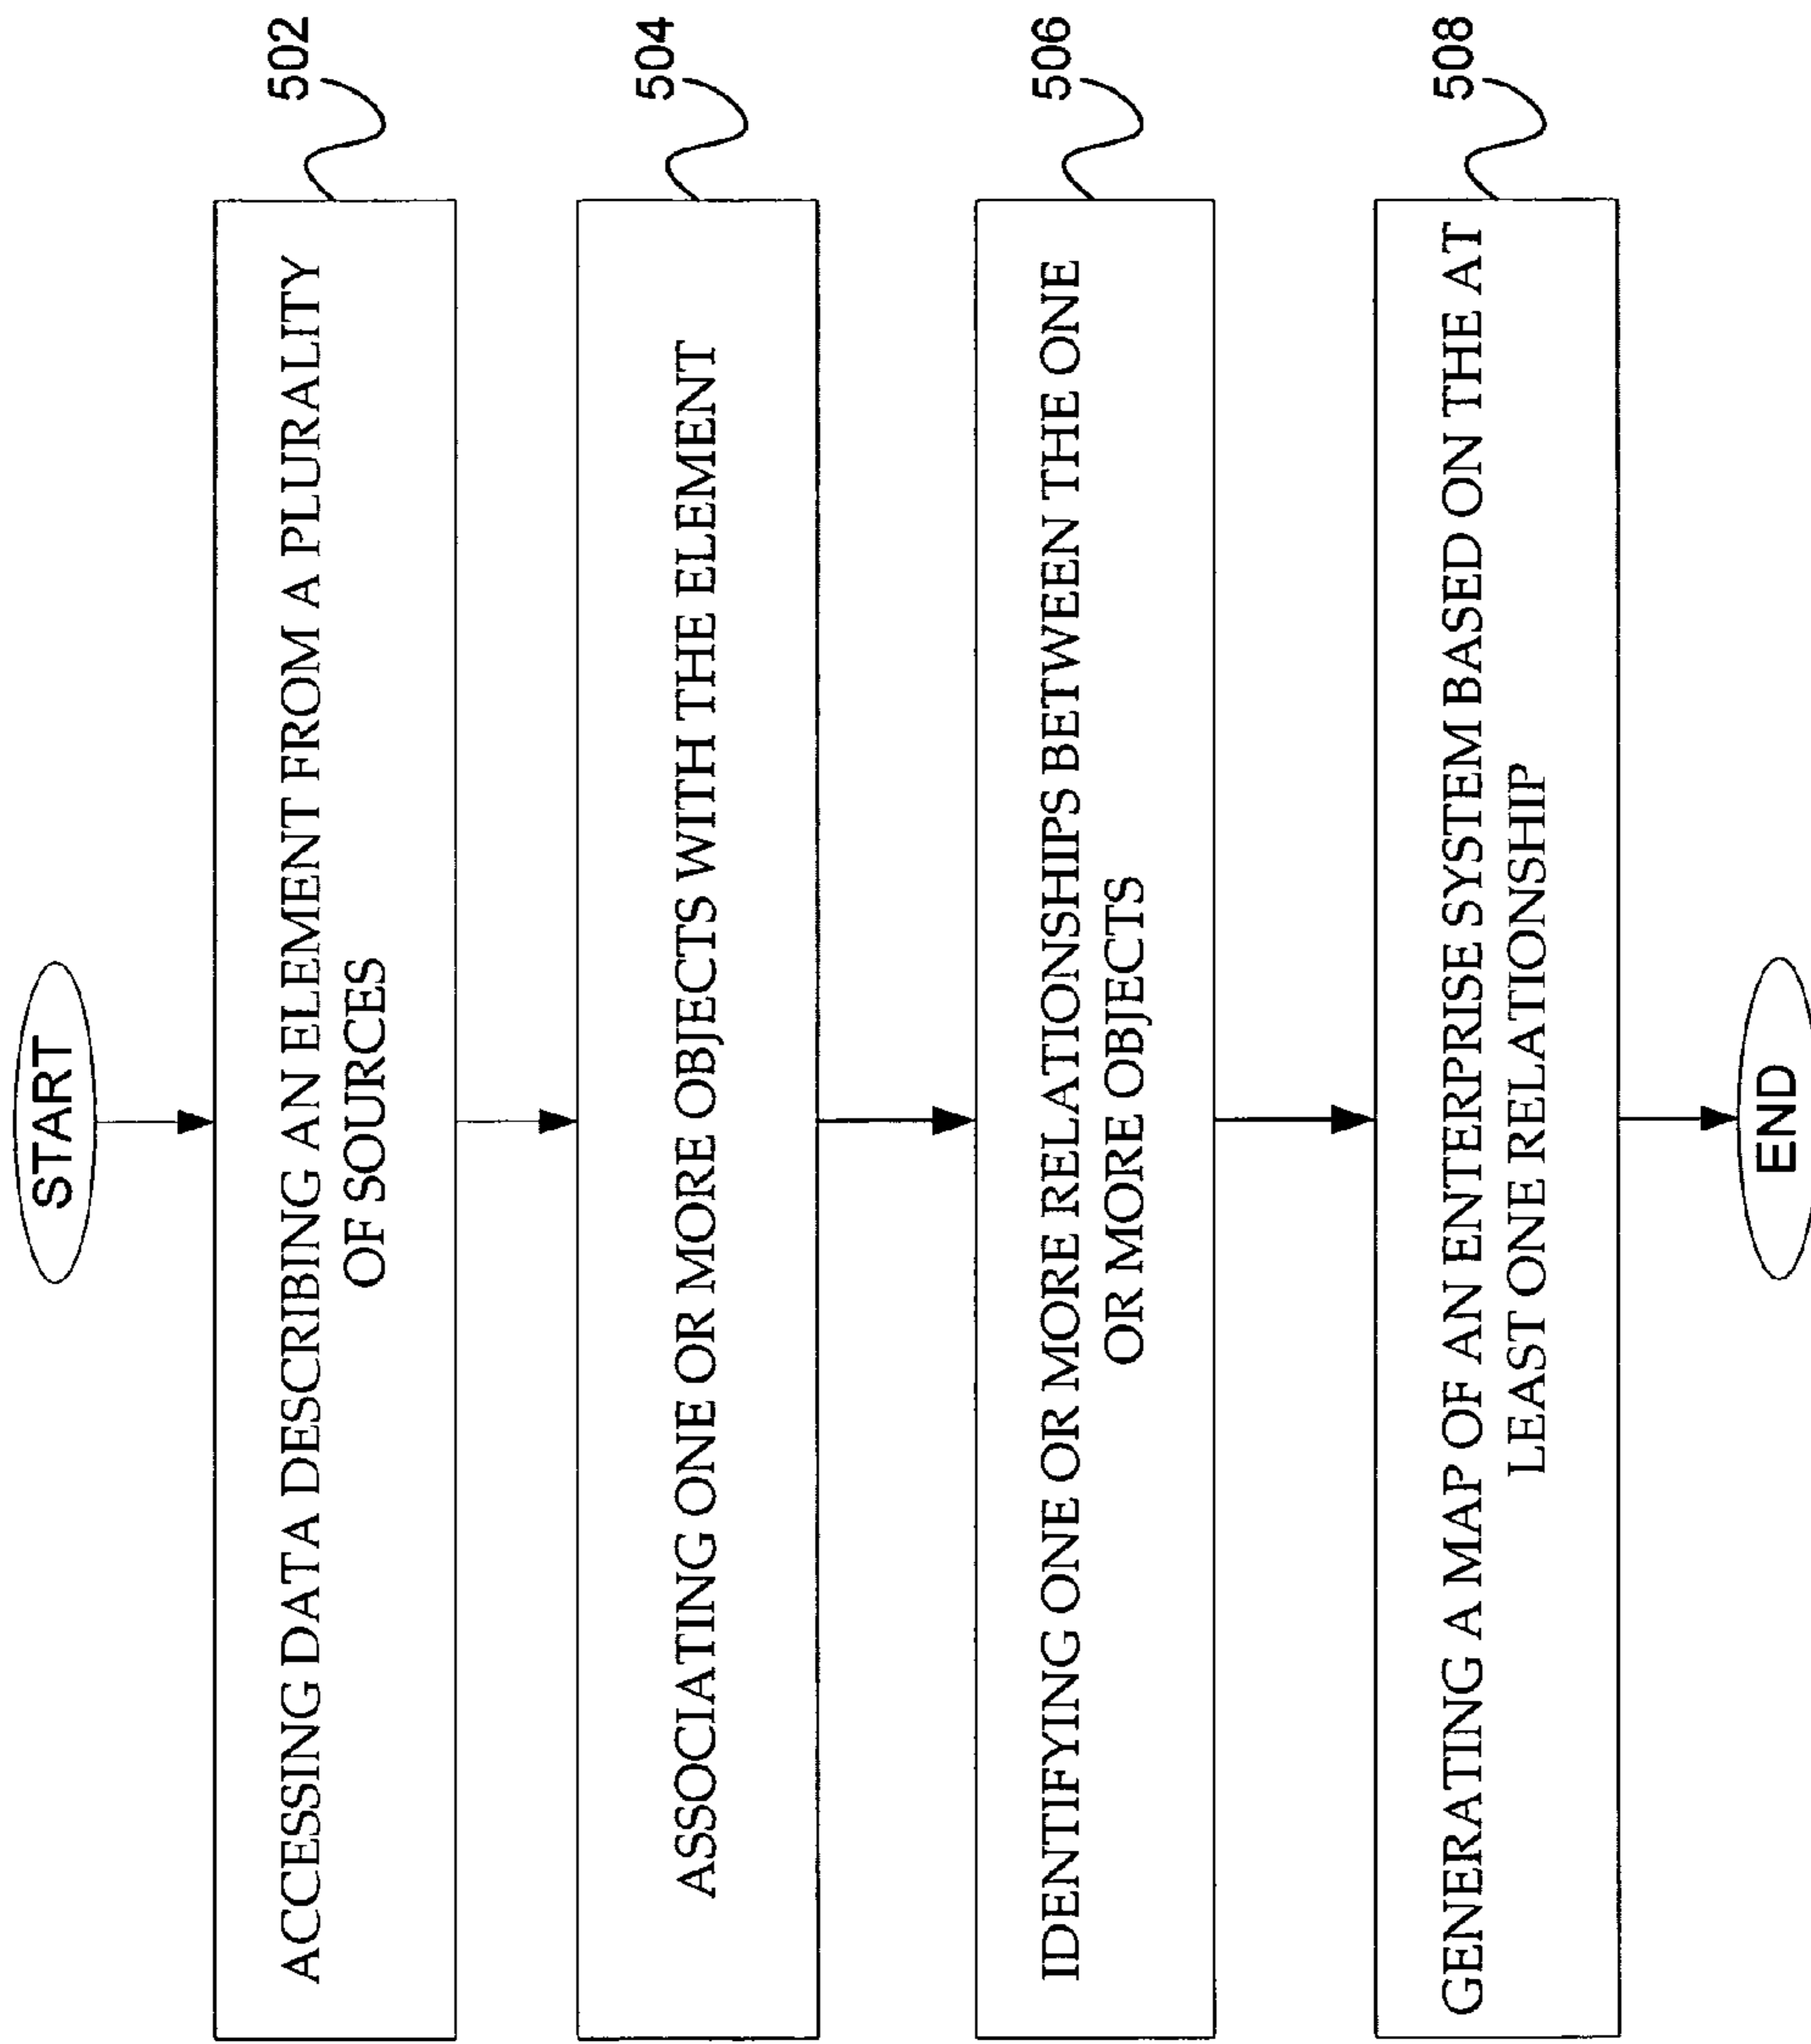 START
502
ACCESSING DATA DESCRIBING AN ELEMENT FROM A PLURALITY
OF SOURCES
504
ASSOCIATING ONE OR MORE OBJECTS WITH THE ELEMENT
506
IDENTIFYING ONE OR MORE RELATIONSHIPS BETWEEN THE ONE
OR MORE OBJECTS
508
GENERATING A MAP OF AN ENTERPRISE SYSTEM BASED ON THE AT
LEAST ONE RELATIONSHIP
END